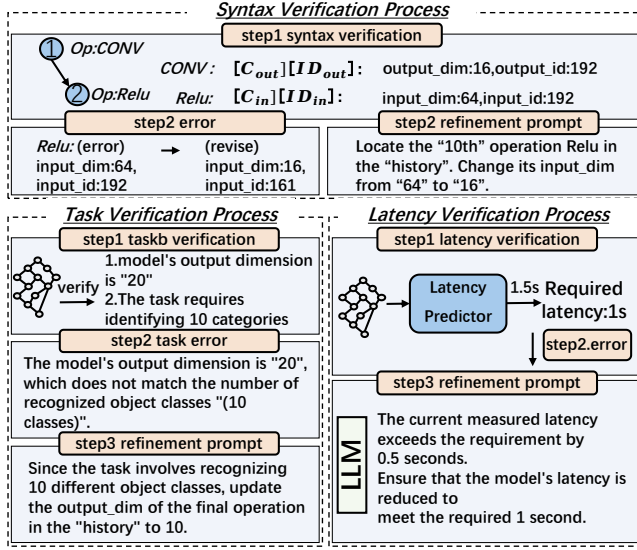 Syntax Verification Process
step1 syntax verification
1
Op:CONV
2
Op:Relu
CONV : [C_out][ID_out]: output_dim:16,output_id:192
Relu: [C_in][ID_in]: input_dim:64,input_id:192
step2 error
Relu: (error) → (revise)
input_dim:64, input_dim:16,
input_id:192 input_id:161
step2 refinement prompt
Locate the “10th” operation Relu in
the “history”. Change its input_dim
from “64” to “16”.
Task Verification Process
step1 taskb verification
verify
1.model's output dimension
is "20"
2.The task requires
identifying 10 categories
step2 task error
The model's output dimension is "20",
which does not match the number of
recognized object classes "(10
classes)".
step3 refinement prompt
Since the task involves recognizing
10 different object classes, update
the output_dim of the final operation
in the "history" to 10.
Latency Verification Process
step1 latency verification
Latency
Predictor
1.5s
Required
latency:1s
step2.error
step3 refinement prompt
LLM
The current measured latency
exceeds the requirement by
0.5 seconds.
Ensure that the model's latency is
reduced to
meet the required 1 second.